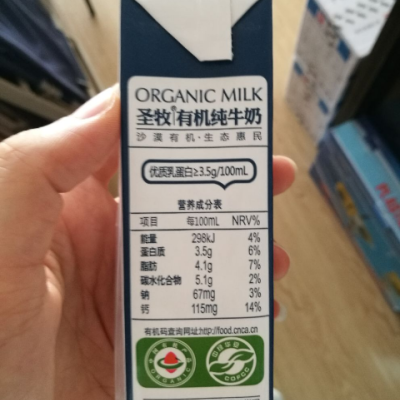 ORGANIC MILK
圣牧®有机纯牛奶
沙漠有机·生态惠民
优质乳蛋白≥3.5g/100mL
营养成分表
项目 每100mL NRV%
能量 298kJ 4%
蛋白质 3.5g 6%
脂肪 4.1g 7%
碳水化合物 5.1g 2%
钠 67mg 3%
钙 115mg 14%
有机码查询网址:http://food.cnca.cn
ORGANIC
COFCC